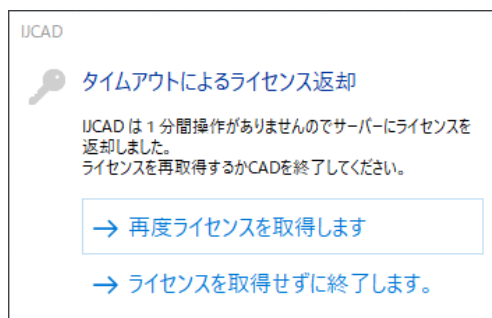 IJCAD
タイムアウトによるライセンス返却
IJCAD は 1 分間操作がありませんのでサーバーにライセンスを
返却しました。
ライセンスを再取得するかCADを終了してください。
→ 再度ライセンスを取得します
→ ライセンスを取得せずに終了します。